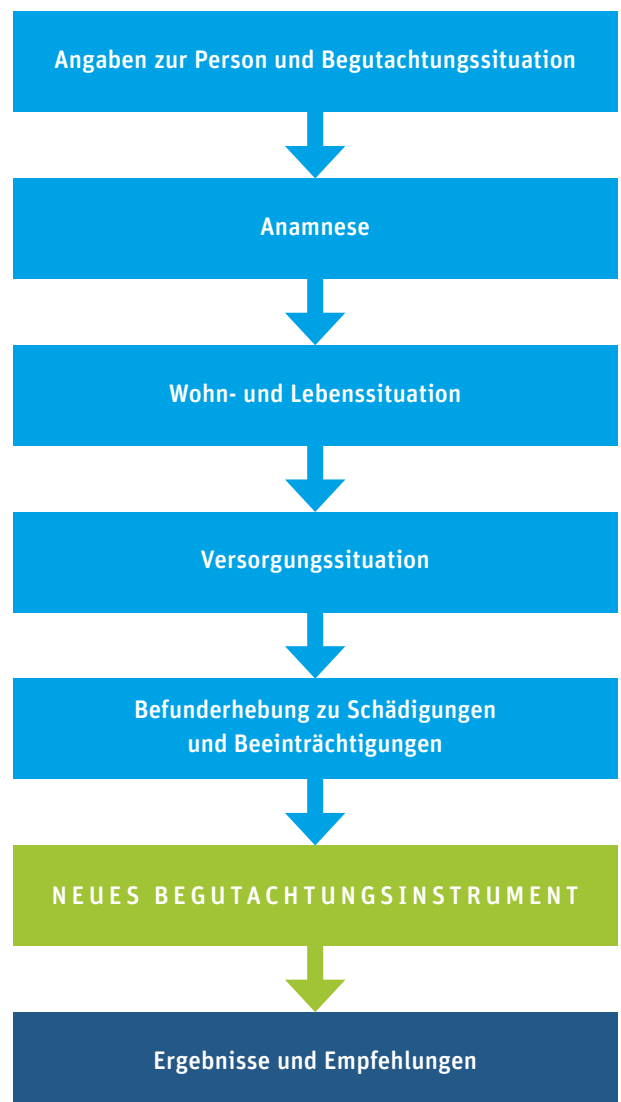 Angaben zur Person und Begutachtungssituation
Anamnese
Wohn- und Lebenssituation
Versorgungssituation
Befunderhebung zu Schädigungen
und Beeinträchtigungen
NEUES BEGUTACHTUNGSINSTRUMENT
Ergebnisse und Empfehlungen